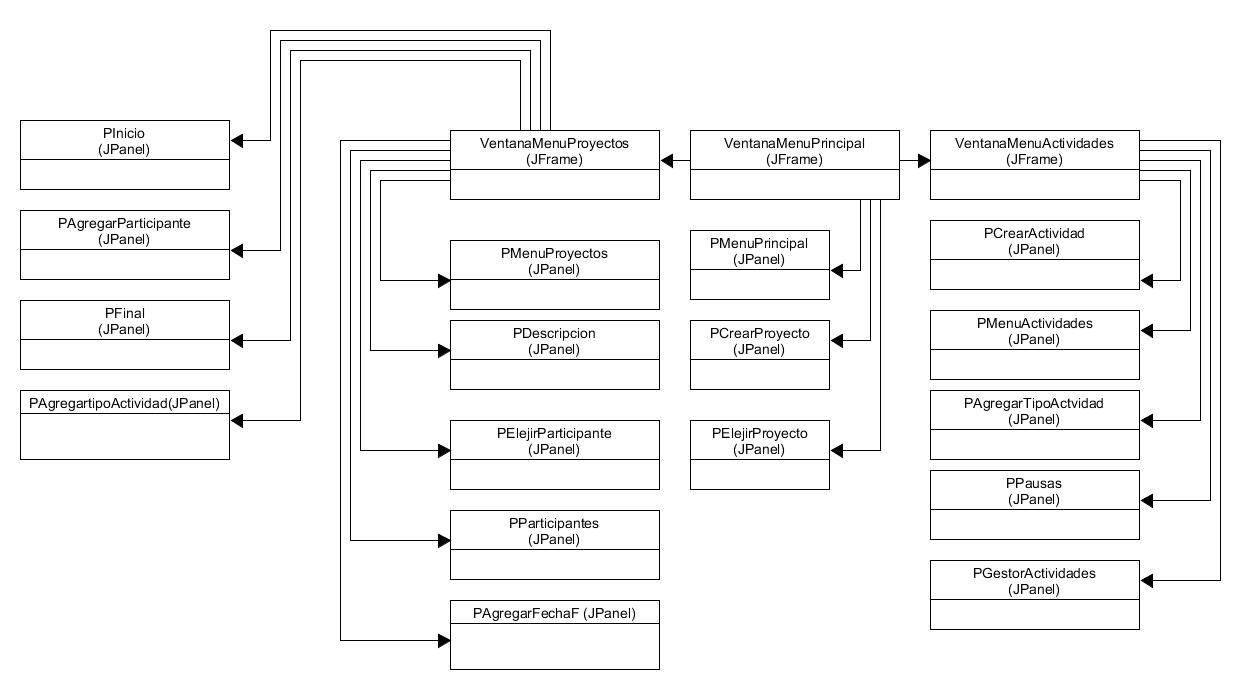 PInicio
(JPanel)
PAgregarParticipante
(JPanel)
PFinal
(JPanel)
PAgregartipoActividad(JPanel)
VentanaMenuProyectos
(JFrame)
PMenuProyectos
(JPanel)
PDescripcion
(JPanel)
PElejirParticipante
(JPanel)
PParticipantes
(JPanel)
PAgregarFechaF (JPanel)
VentanaMenuPrincipal
(JFrame)
PMenuPrincipal
(JPanel)
PCrearProyecto
(JPanel)
PElejirProyecto
(JPanel)
VentanaMenuActividades
(JFrame)
PCrearActividad
(JPanel)
PMenuActividades
(JPanel)
PAgregarTipoActvidad
(JPanel)
PPausas
(JPanel)
PGestorActividades
(JPanel)